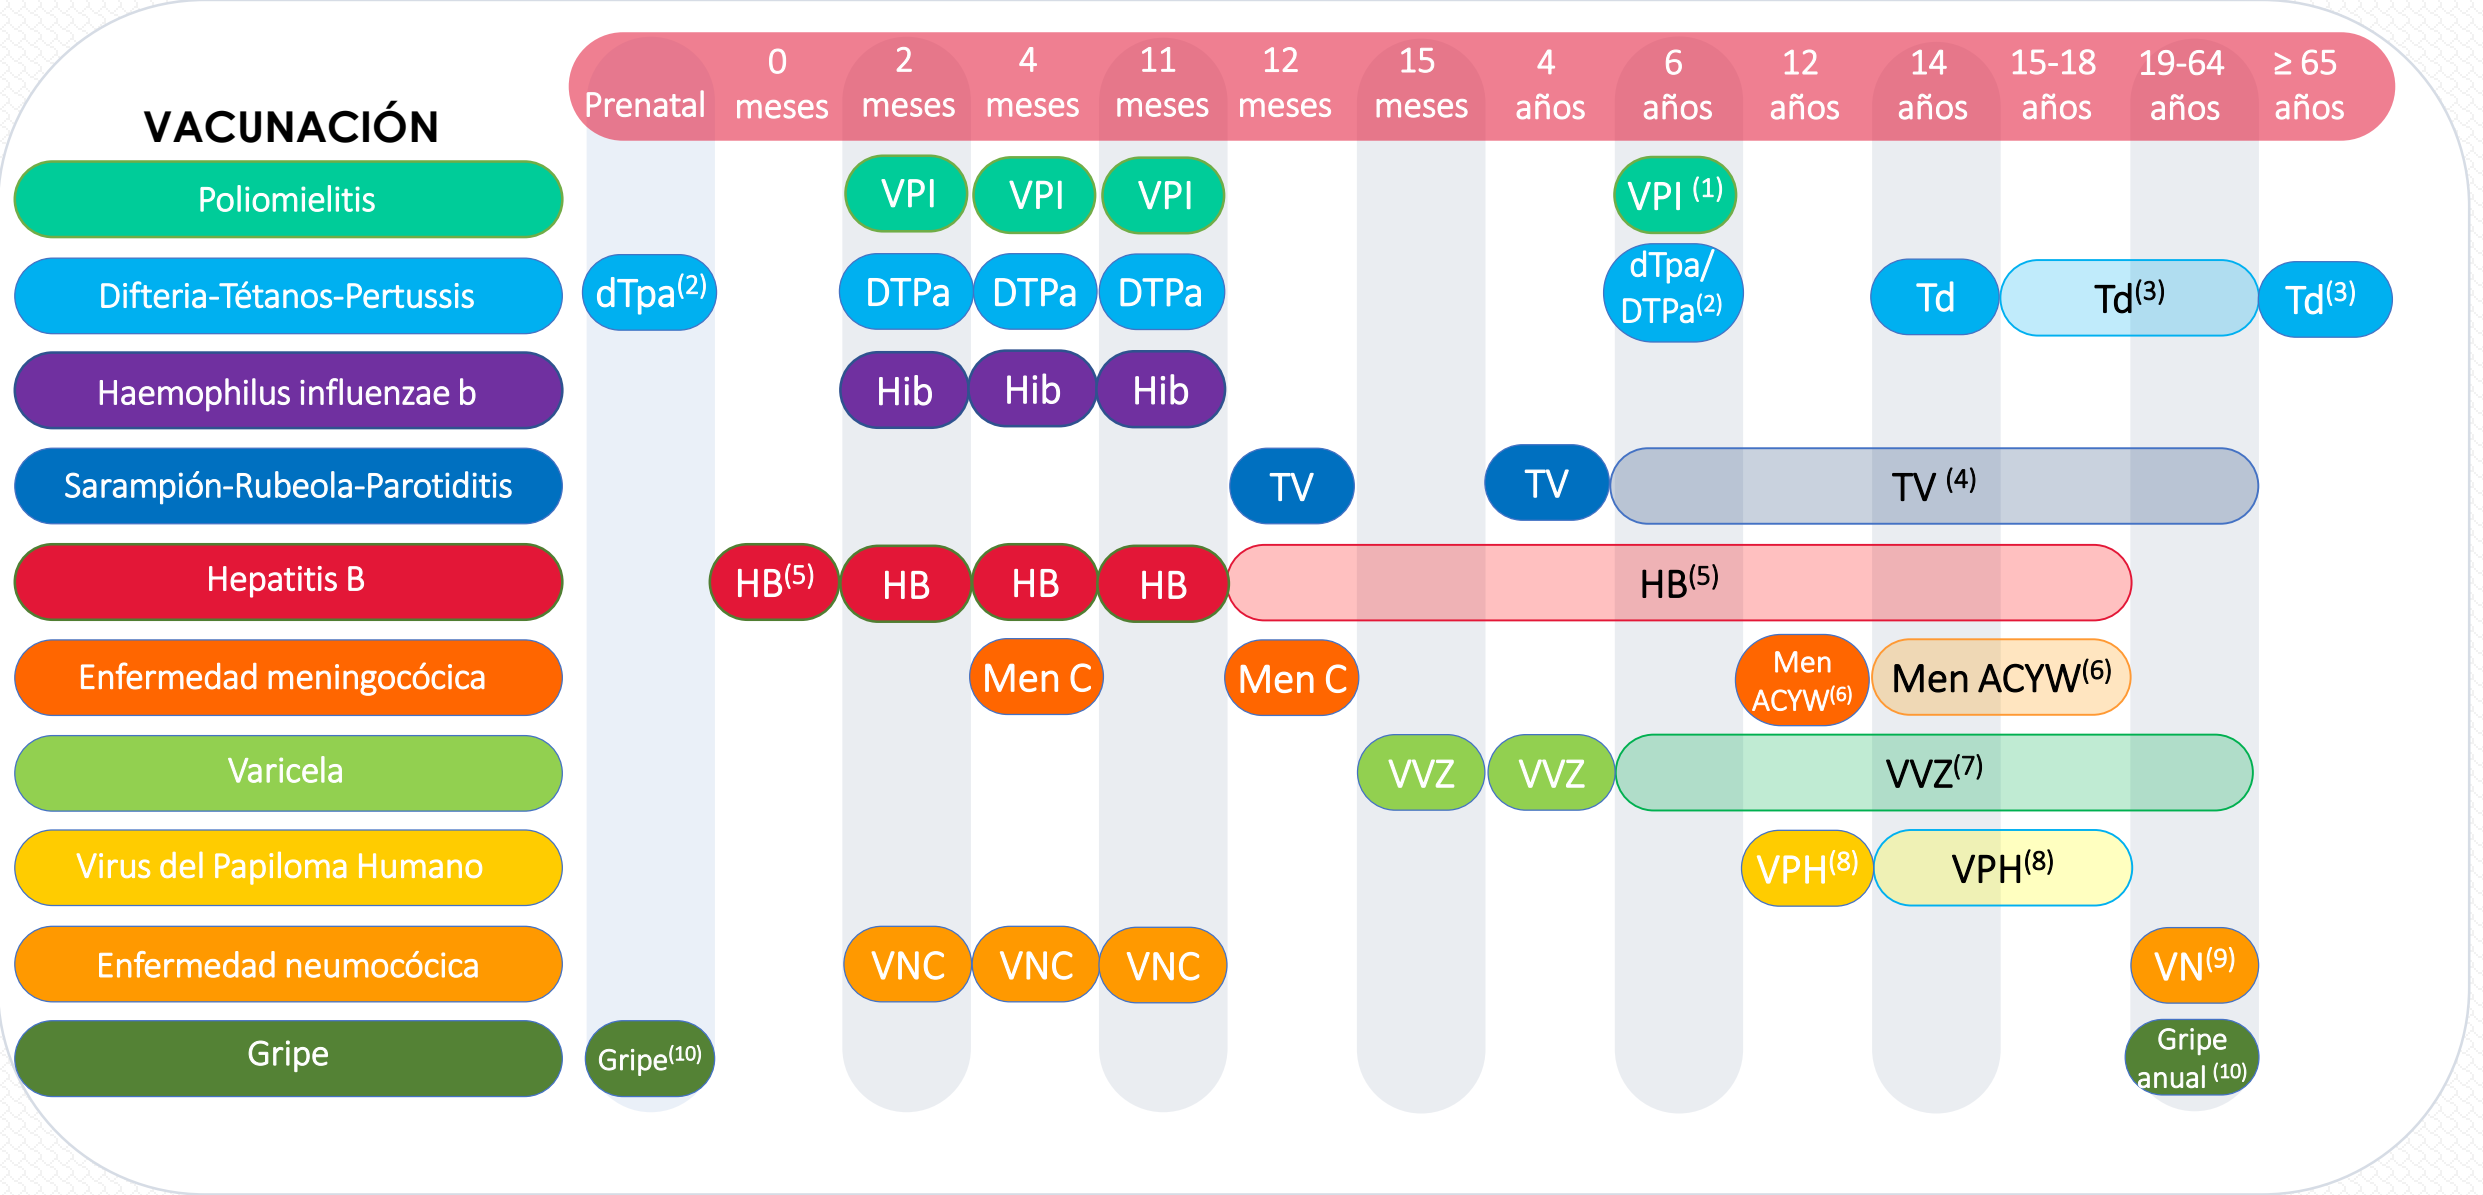 VACUNACIÓN
Prenatal
0
meses
2
meses
4
meses
11
meses
12
meses
15
meses
4
años
6
años
12
años
14
años
15-18
años
19-64
años
≥ 65
años
Poliomielitis
VPI
VPI
VPI
VPI (1)
Difteria-Tétanos-Pertussis
dTpa(2)
DTPa
DTPa
DTPa
dTpa/
DTPa(2)
Td
Td(3)
Td(3)
Haemophilus influenzae b
Hib
Hib
Hib
Sarampión-Rubeola-Parotiditis
TV
TV
TV (4)
Hepatitis B
HB(5)
HB
HB
HB
HB(5)
Enfermedad meningocócica
Men C
Men C
Men
ACYW(6)
Men ACYW(6)
Varicela
VVZ
VVZ
VVZ(7)
Virus del Papiloma Humano
VPH(8)
VPH(8)
Enfermedad neumocócica
VNC
VNC
VNC
VN(9)
Gripe
Gripe(10)
Gripe
anual (10)